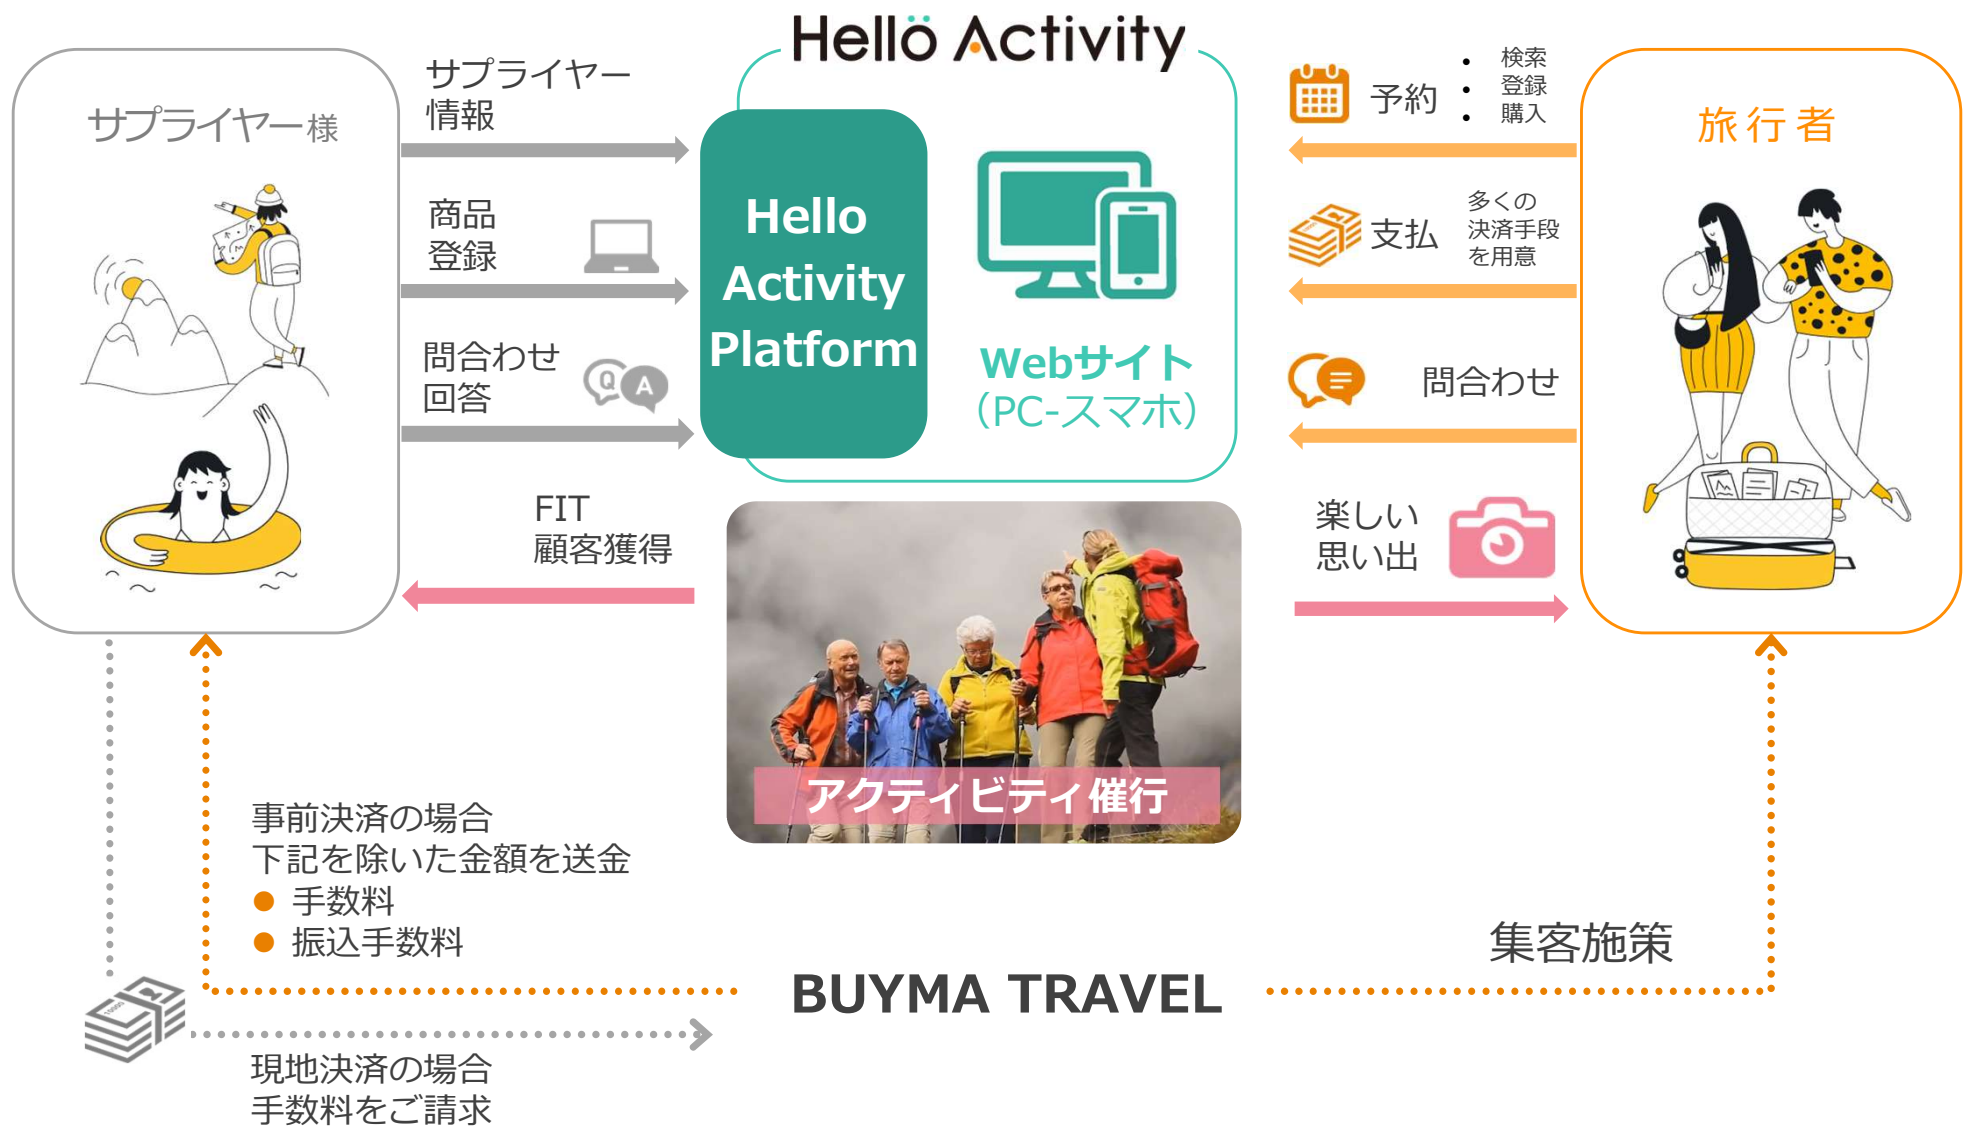 Hellö Activity
サプライヤー様
サプライヤー
情報
商品
登録
問合わせ
回答
Q A
FIT
顧客獲得
Hello
Activity
Platform
Webサイト
（PC-スマホ）
予約
• 検索
• 登録
• 購入
支払
多くの
決済手段
を用意
問合わせ
楽しい
思い出
旅行者
アクティビティ催行
事前決済の場合
下記を除いた金額を送金
● 手数料
● 振込手数料
BUYMA TRAVEL
集客施策
現地決済の場合
手数料をご請求